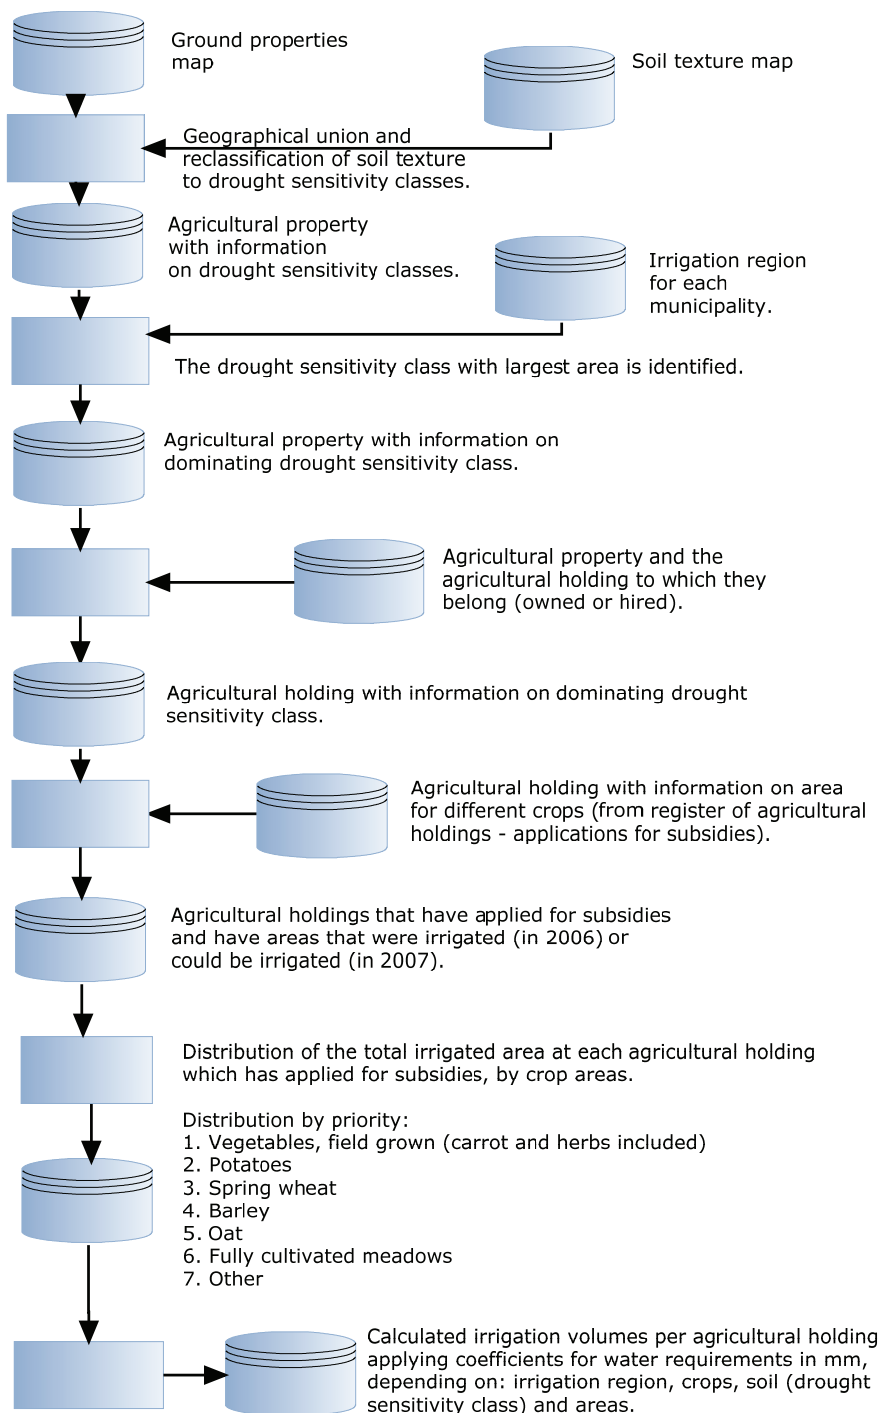 Ground properties
map
Soil texture map
Geographical union and
reclassification of soil texture
to drought sensitivity classes.
Agricultural property
with information
on drought sensitivity classes.
Irrigation region
for each
municipality.
The drought sensitivity class with largest area is identified.
Agricultural property with information on
dominating drought sensitivity class.
Agricultural property and the
agricultural holding to which they
belong (owned or hired).
Agricultural holding with information on dominating drought
sensitivity class.
Agricultural holding with information on area
for different crops (from register of agricultural
holdings - applications for subsidies).
Agricultural holdings that have applied for subsidies
and have areas that were irrigated (in 2006) or
could be irrigated (in 2007).
Distribution of the total irrigated area at each agricultural holding
which has applied for subsidies, by crop areas.
Distribution by priority:
1. Vegetables, field grown (carrot and herbs included)
2. Potatoes
3. Spring wheat
4. Barley
5. Oat
6. Fully cultivated meadows
7. Other
Calculated irrigation volumes per agricultural holding
applying coefficients for water requirements in mm,
depending on: irrigation region, crops, soil (drought
sensitivity class) and areas.